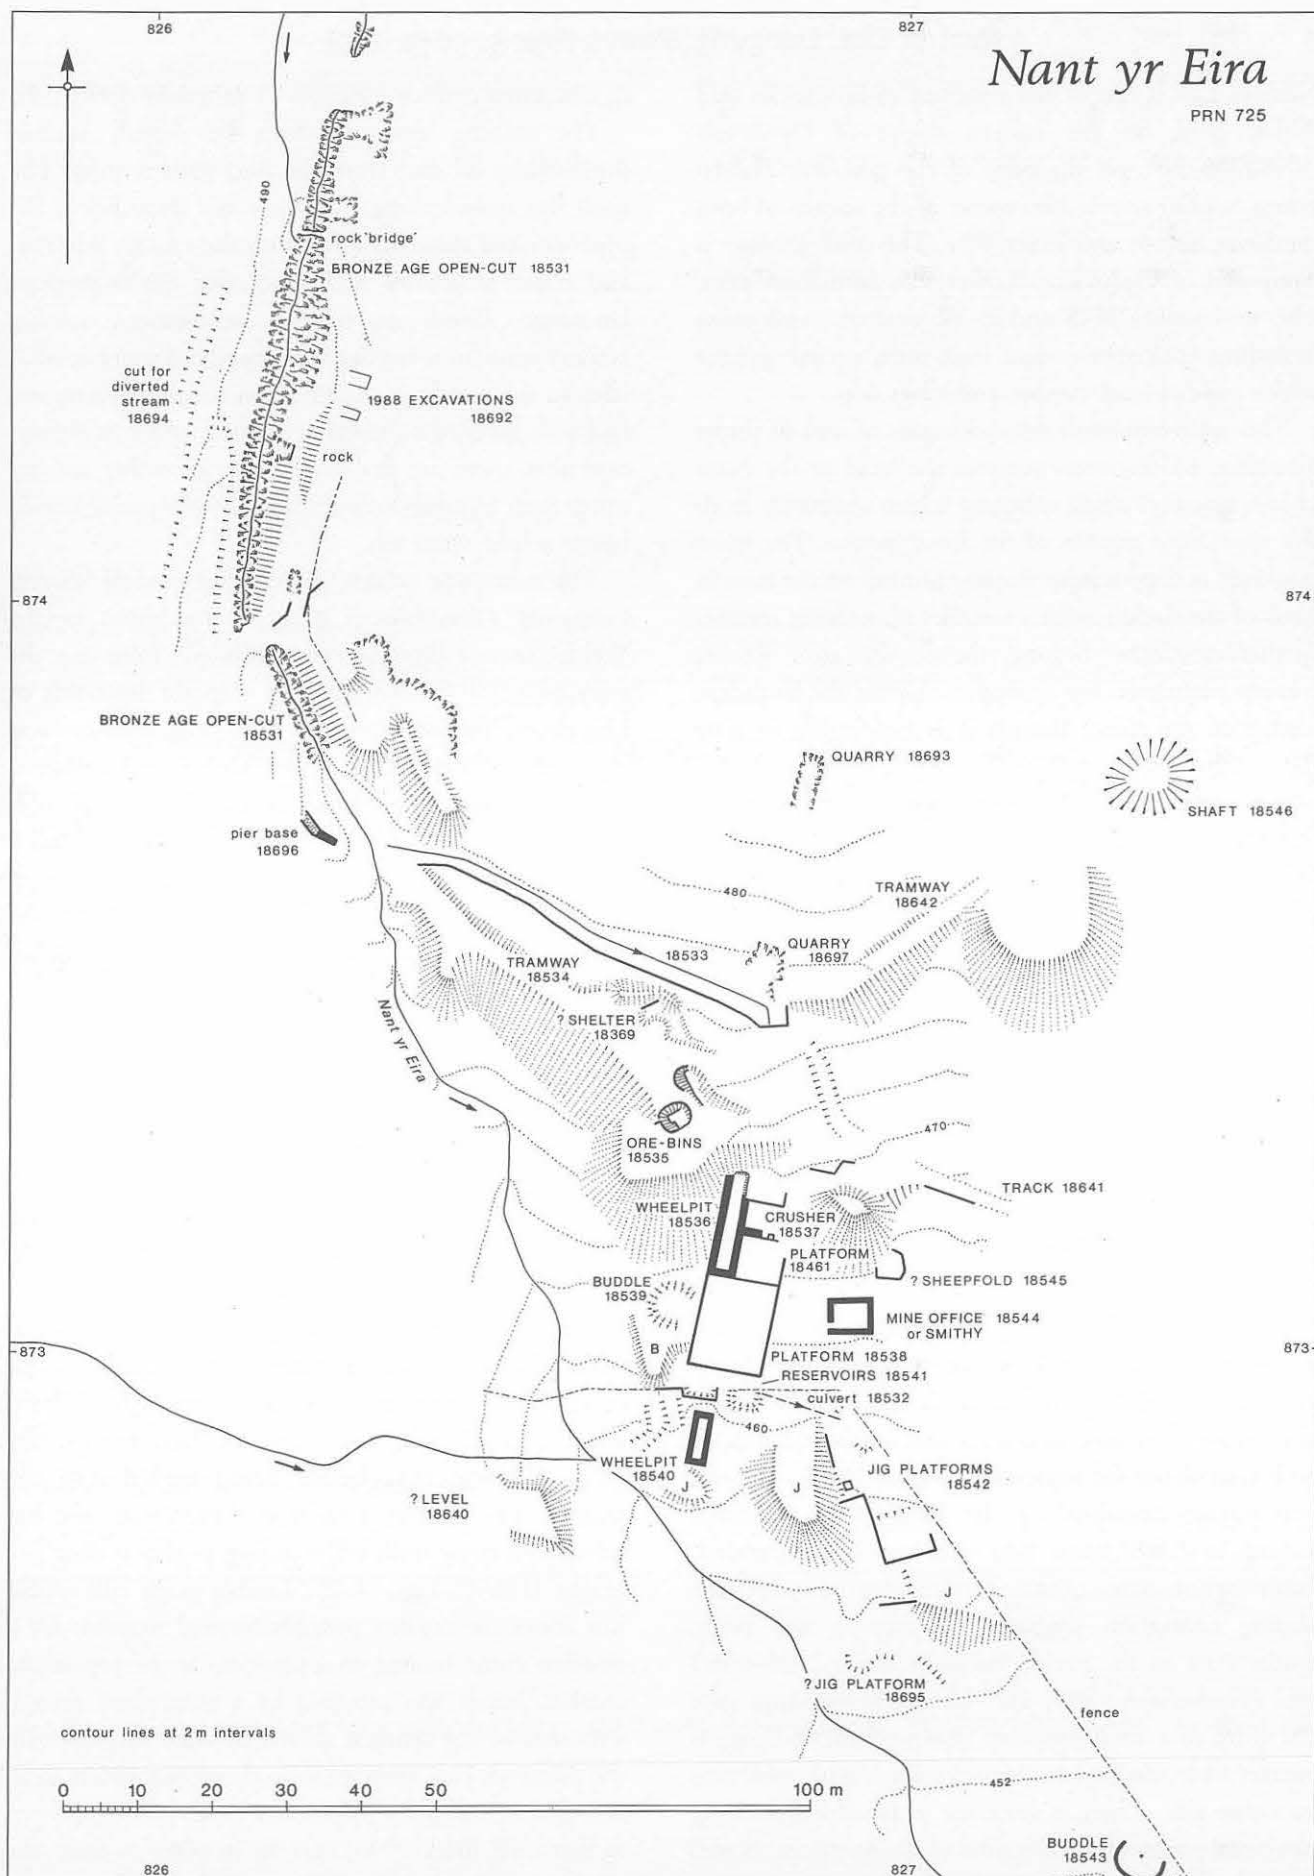 826
827
Nant yr Eira
PRN 725
490
rock 'bridge'
BRONZE AGE OPEN-CUT 18531
cut for
diverted
stream
18694
1988 EXCAVATIONS
18692
rock
874
874
BRONZE AGE OPEN-CUT
18531
QUARRY 18693
SHAFT 18546
pier base
18696
480
TRAMWAY
18642
QUARRY
18697
18533
TRAMWAY
18534
Nant yr Eira
? SHELTER
18369
470
ORE-BINS
18535
TRACK 18641
WHEELPIT
18536
CRUSHER
18537
PLATFORM
18461
? SHEEPFOLD 18545
BUDDLE
18539
MINE OFFICE 18544
or SMITHY
B
873
873
PLATFORM 18538
RESERVOIRS 18541
culvert 18532
460
WHEELPIT
18540
J
J
JIG PLATFORMS
18542
? LEVEL
18640
J
? JIG PLATFORM
18695
fence
contour lines at 2 m intervals
452
0 10 20 30 40 50 100 m
BUDDLE
18543
826
827